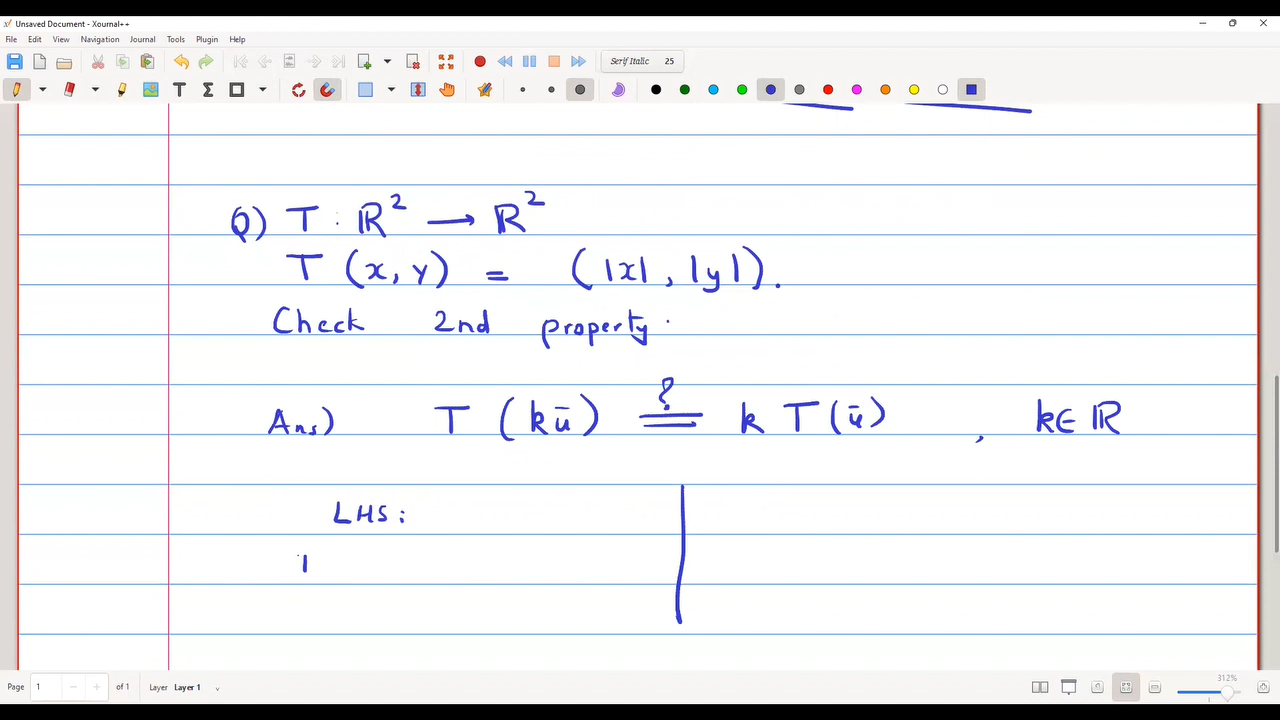 Unsaved Document - Xournal++
File Edit View Navigation Journal Tools Plugin Help
Serif Italic 25
Q) T : ℝ² → ℝ²
T (x, y) = (|x|, |y|).
Check 2nd property.
Ans) T (kū) ≟ k T(ū) , k∈ ℝ
LHS:
Page 1 of 1 Layer Layer 1
312%